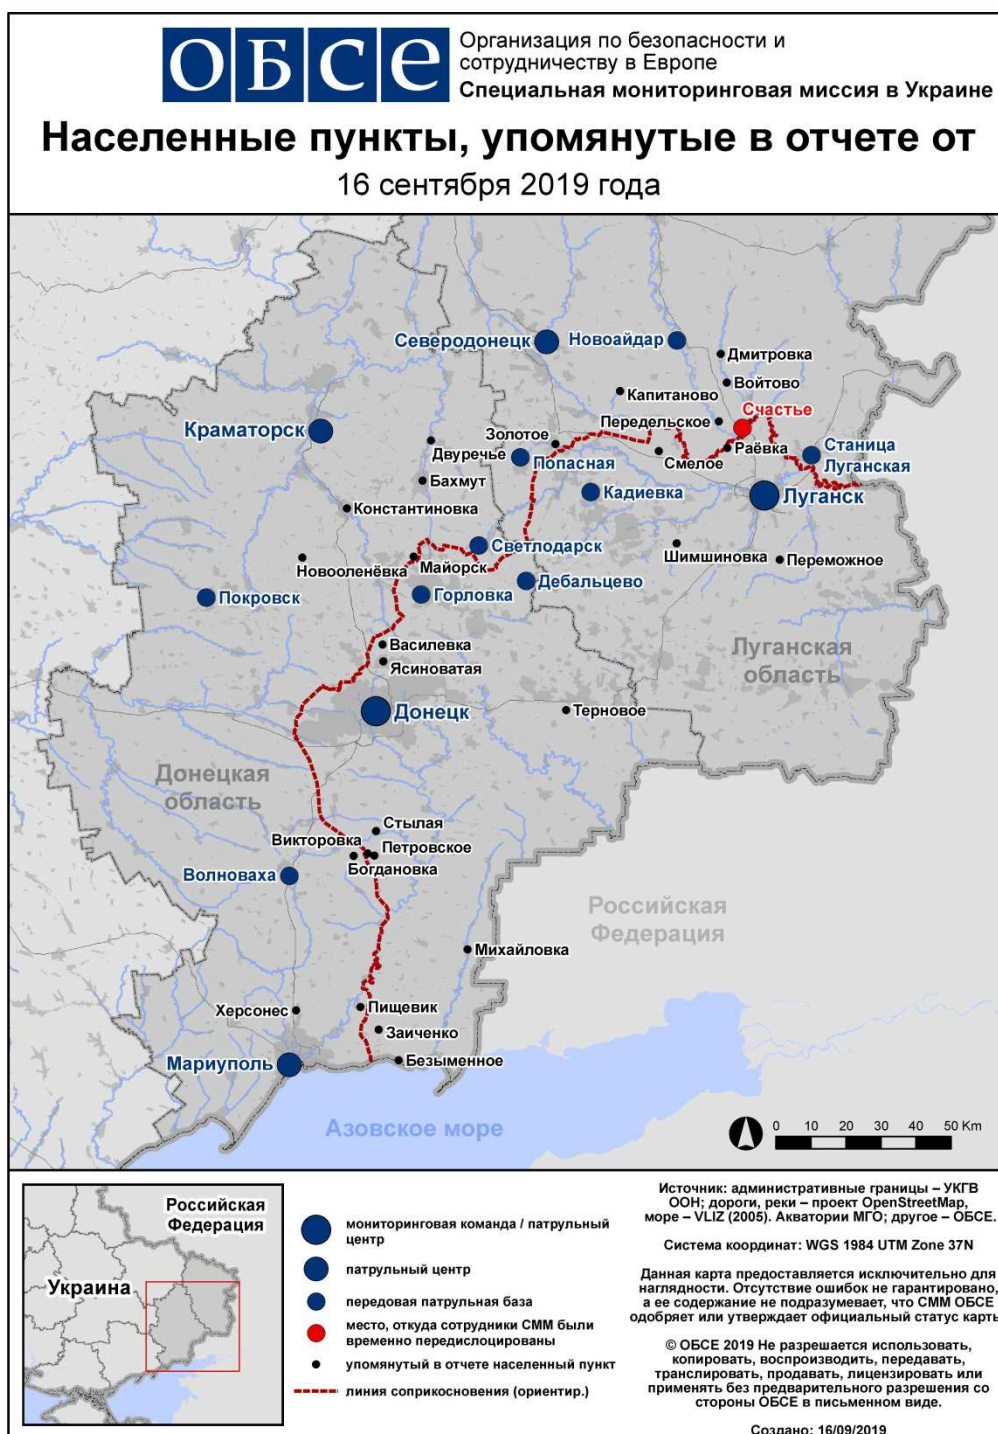 ОБСЕ
Организация по безопасности и
сотрудничеству в Европе
Специальная мониторинговая миссия в Украине
Населенные пункты, упомянутые в отчете от
16 сентября 2019 года
Северодонецк
Новоайдар
Дмитровка
Войтово
Капитаново
Счастье
Передельское
Краматорск
Золотое
Раёвка
Станица
Луганская
Двуречье
Попасная
Смелое
Бахмут
Кадиевка
Луганск
Константиновка
Светлодарск
Шимшиновка
Переможное
Новооленёвка
Майорск
Дебальцево
Покровск
Горловка
Василевка
Ясиноватая
Луганская
область
Донецк
Терновое
Донецкая
область
Стылая
Викторовка
Петровское
Богдановка
Волноваха
Российская
Федерация
Михайловка
Херсонес
Пищевик
Заиченко
Мариуполь
Безыменное
Азовское море
0 10 20 30 40 50 Km
Российская
Федерация
Украина
мониторинговая команда / патрульный
центр
патрульный центр
передовая патрульная база
место, откуда сотрудники СММ были
временно передислоцированы
упомянутый в отчете населенный пункт
линия соприкосновения (ориентир.)
Источник: административные границы – УКГВ
ООН; дороги, реки – проект OpenStreetMap,
море – VLIZ (2005). Акватории МГО; другое – ОБСЕ.
Система координат: WGS 1984 UTM Zone 37N
Данная карта предоставляется исключительно для
наглядности. Отсутствие ошибок не гарантировано,
а ее содержание не подразумевает, что СММ ОБСЕ
одобряет или утверждает официальный статус карты
© ОБСЕ 2019 Не разрешается использовать,
копировать, воспроизводить, передавать,
транслировать, продавать, лицензировать или
применять без предварительного разрешения со
стороны ОБСЕ в письменном виде.
Создано: 16/09/2019